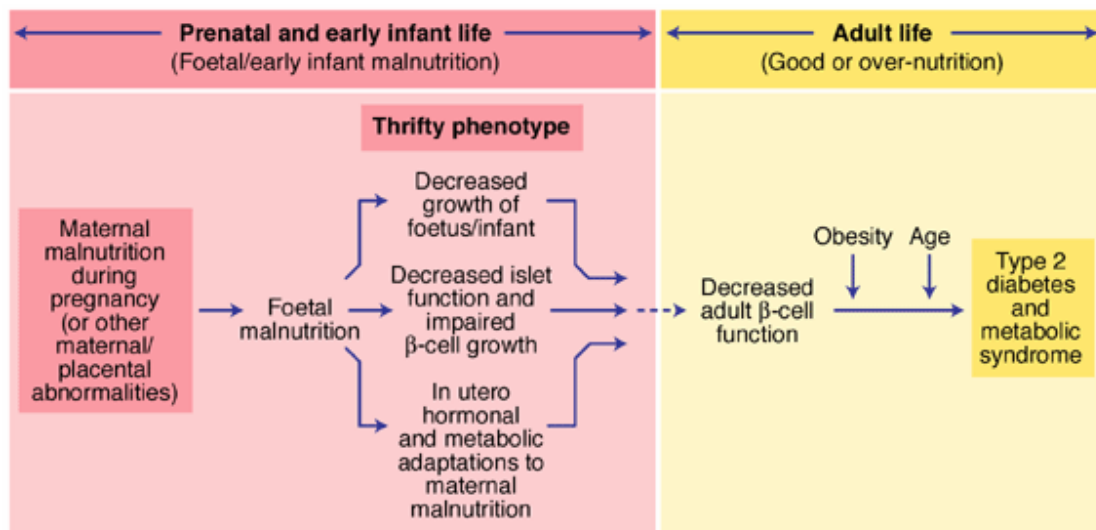 Prenatal and early infant life
(Foetal/early infant malnutrition)
Adult life
(Good or over-nutrition)
Thrifty phenotype
Maternal
malnutrition
during
pregnancy
(or other
maternal/
placental
abnormalities)
Foetal
malnutrition
Decreased
growth of
foetus/infant
Decreased islet
function and
impaired
β-cell growth
In utero
hormonal
and metabolic
adaptations to
maternal
malnutrition
Decreased
adult β-cell
function
Obesity
Age
Type 2
diabetes
and
metabolic
syndrome